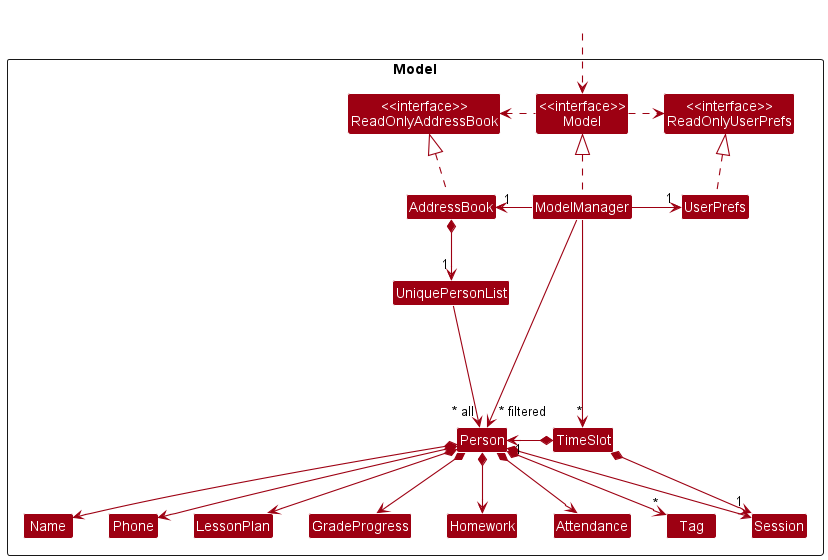 Model
<<interface>>
ReadOnlyAddressBook
<<interface>>
Model
<<interface>>
ReadOnlyUserPrefs
AddressBook
1
ModelManager
1
UserPrefs
1
UniquePersonList
* all
* filtered
*
Person
1
TimeSlot
*
1
Name
Phone
LessonPlan
GradeProgress
Homework
Attendance
Tag
Session